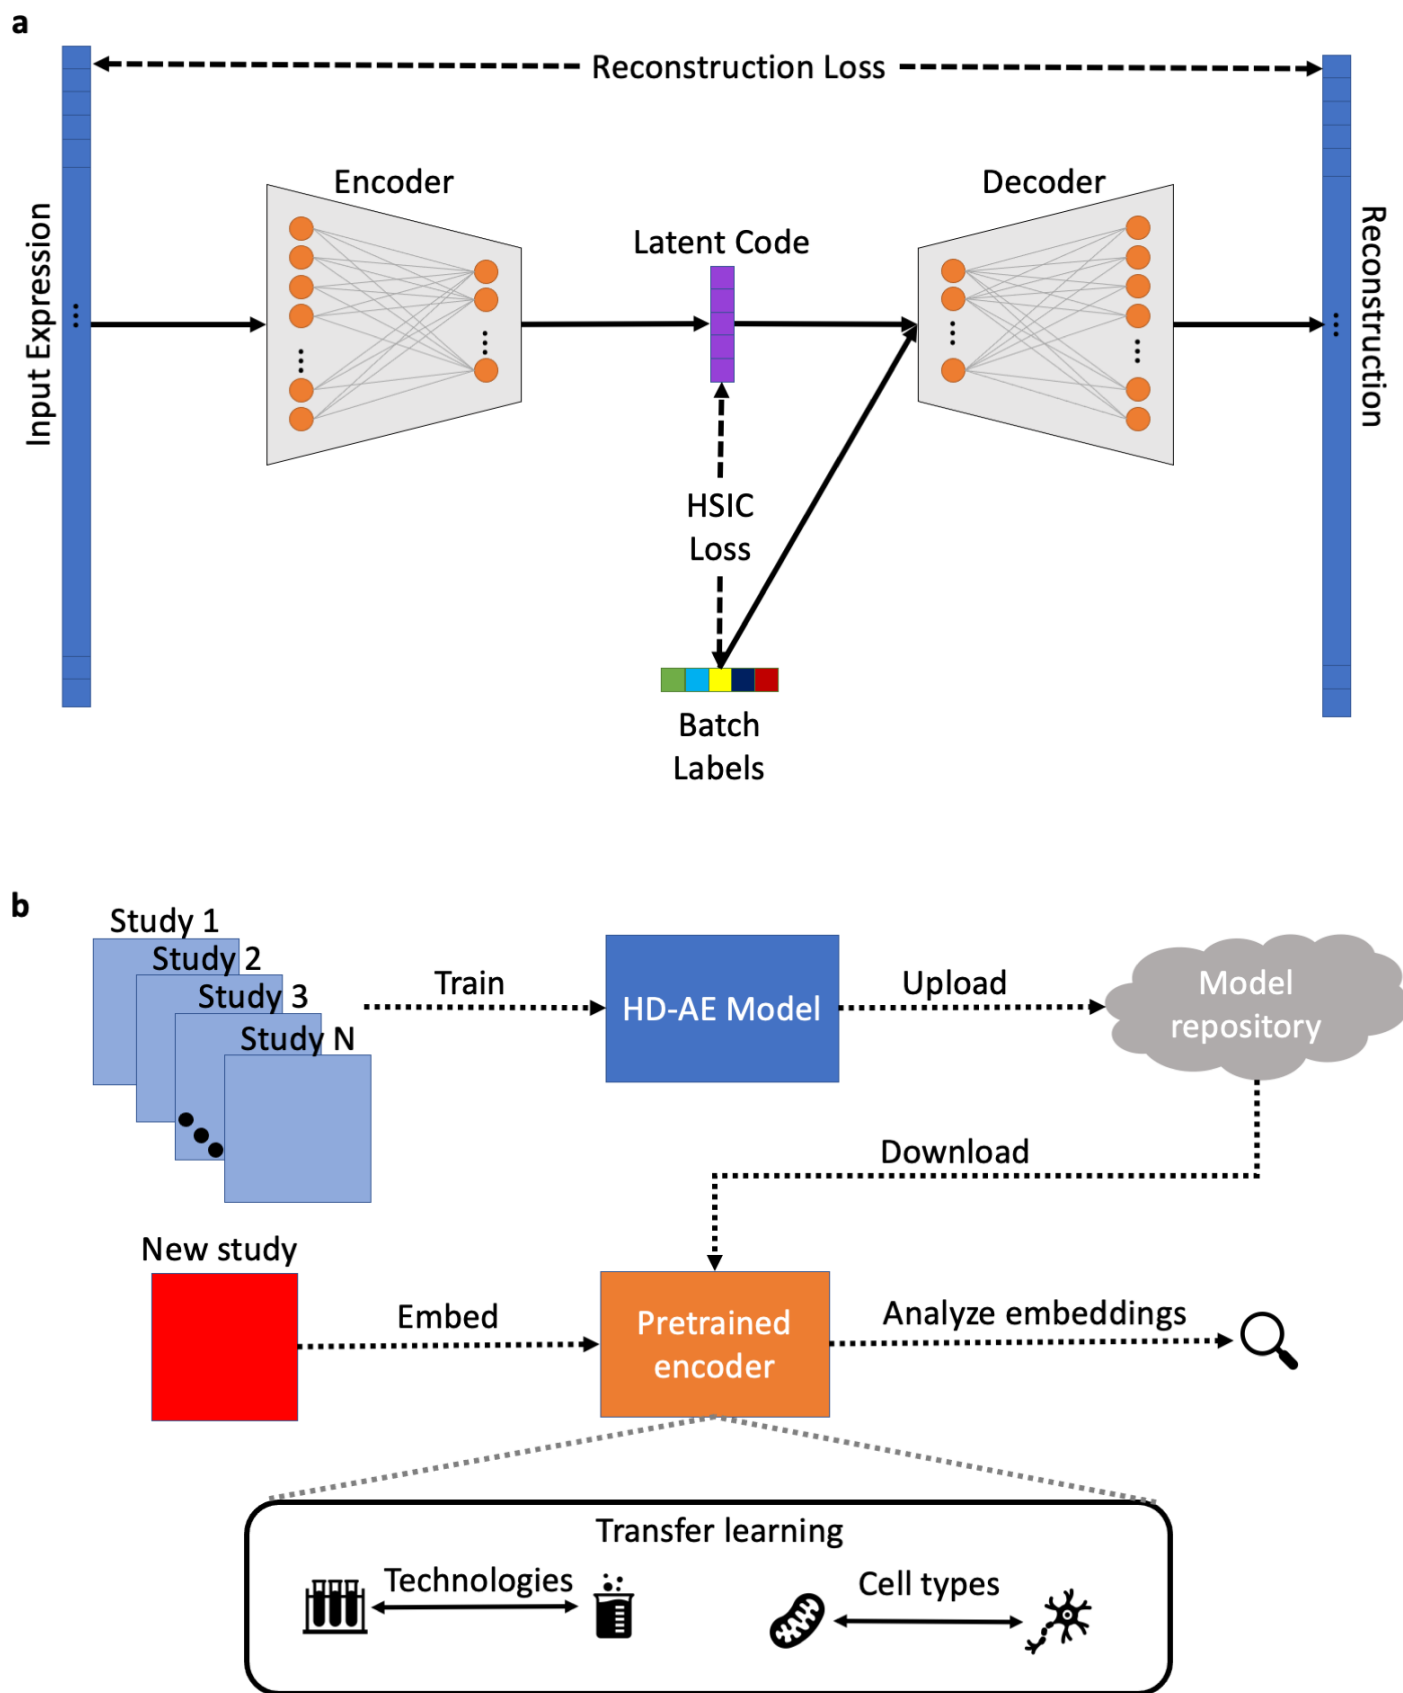 a
Reconstruction Loss
Encoder
Decoder
Latent Code
Input Expression
Reconstruction
HSIC
Loss
Batch
Labels
b
Study 1
Study 2
Study 3
Study N
Train
HD-AE Model
Upload
Model
repository
Download
New study
Embed
Pretrained
encoder
Analyze embeddings
Transfer learning
Technologies
Cell types